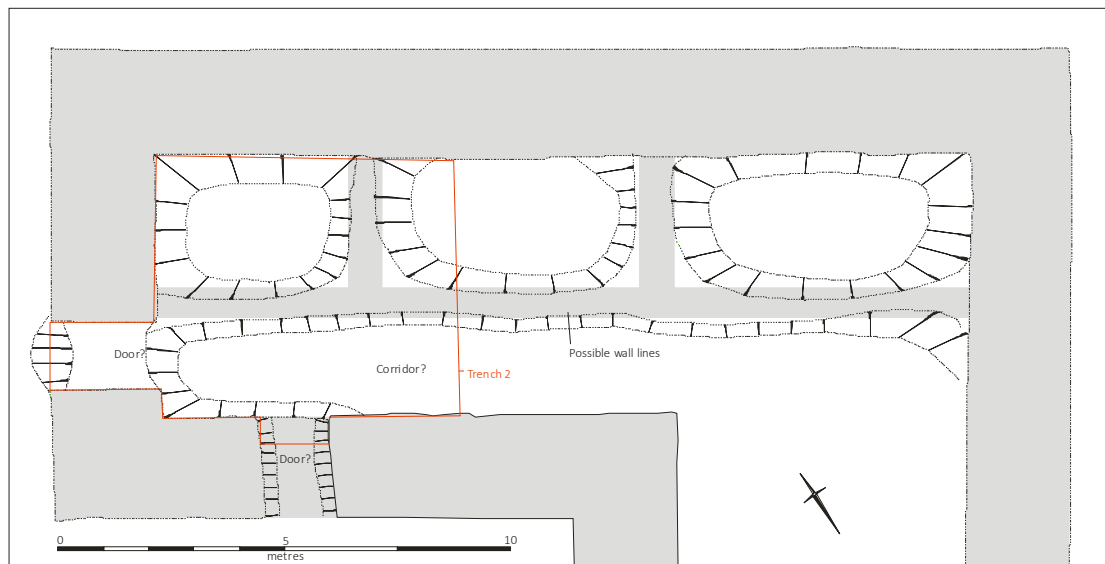 Door?
Corridor?
Possible wall lines
Trench 2
Door?
0 5 10
metres